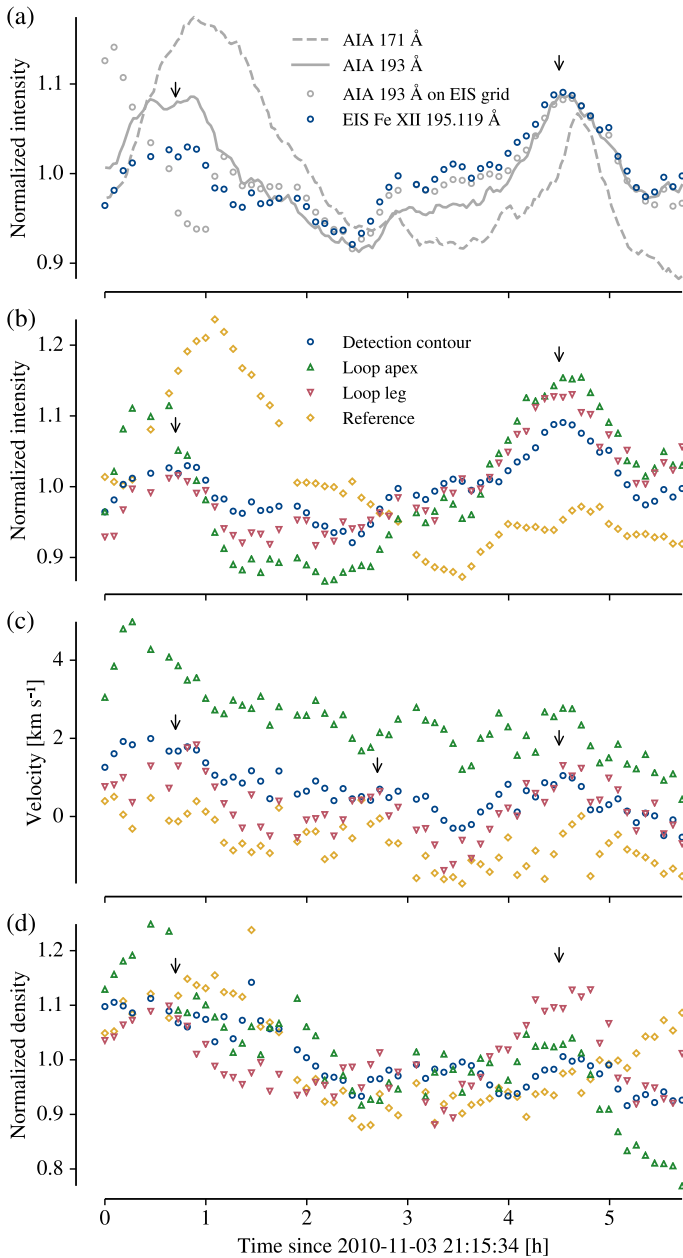 (a)
Normalized intensity
1.1
1.0
0.9
AIA 171 Å
AIA 193 Å
AIA 193 Å on EIS grid
EIS Fe XII 195.119 Å
(b)
Normalized intensity
1.2
1.1
1.0
0.9
Detection contour
Loop apex
Loop leg
Reference
(c)
Velocity [km s⁻¹]
4
2
0
(d)
Normalized density
1.2
1.1
1.0
0.9
0.8
0 1 2 3 4 5
Time since 2010-11-03 21:15:34 [h]